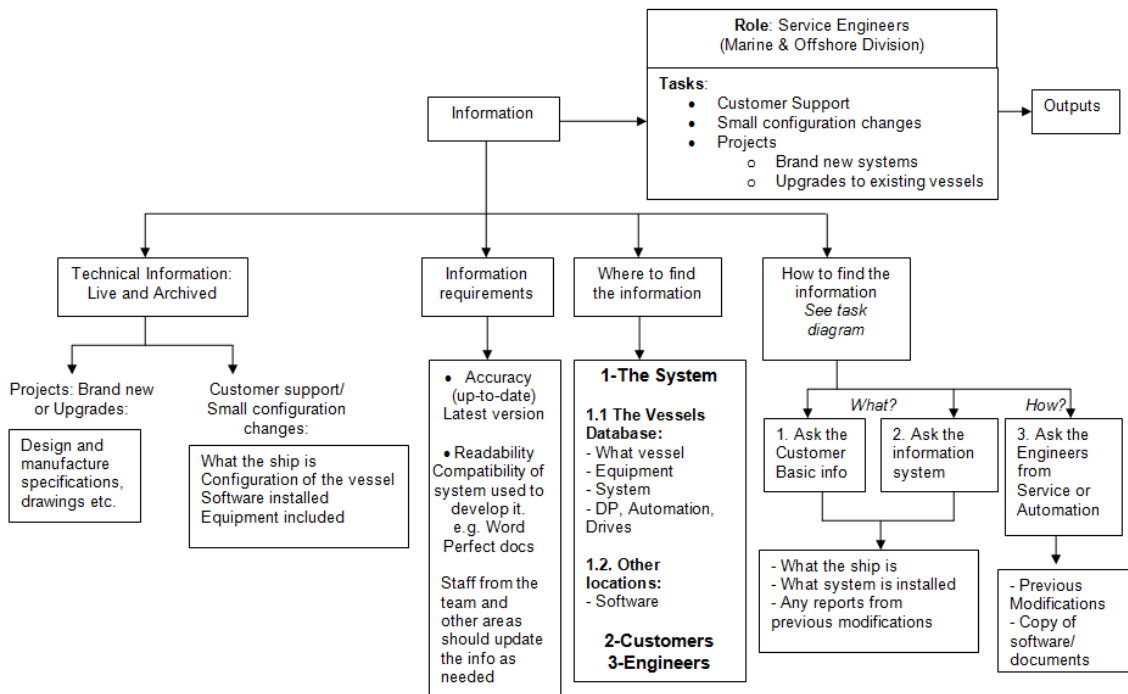 Role: Service Engineers
(Marine & Offshore Division)
Tasks:
● Customer Support
● Small configuration changes
● Projects
o Brand new systems
o Upgrades to existing vessels
Information
Outputs
Technical Information:
Live and Archived
Information
requirements
Where to find
the information
How to find the
information
See task
diagram
Projects: Brand new
or Upgrades:
Design and
manufacture
specifications,
drawings etc.
Customer support/
Small configuration
changes:
What the ship is
Configuration of the vessel
Software installed
Equipment included
● Accuracy
(up-to-date)
Latest version
● Readability
Compatibility of
system used to
develop it.
e.g. Word
Perfect docs
Staff from the
team and
other areas
should update
the info as
needed
1-The System
1.1 The Vessels
Database:
- What vessel
- Equipment
- System
- DP, Automation,
Drives
1.2. Other
locations:
- Software
2-Customers
3-Engineers
What?
How?
1. Ask the
Customer
Basic info
2. Ask the
information
system
3. Ask the
Engineers
from
Service or
Automation
- What the ship is
- What system is installed
- Any reports from
previous modifications
- Previous
Modifications
- Copy of
software/
documents